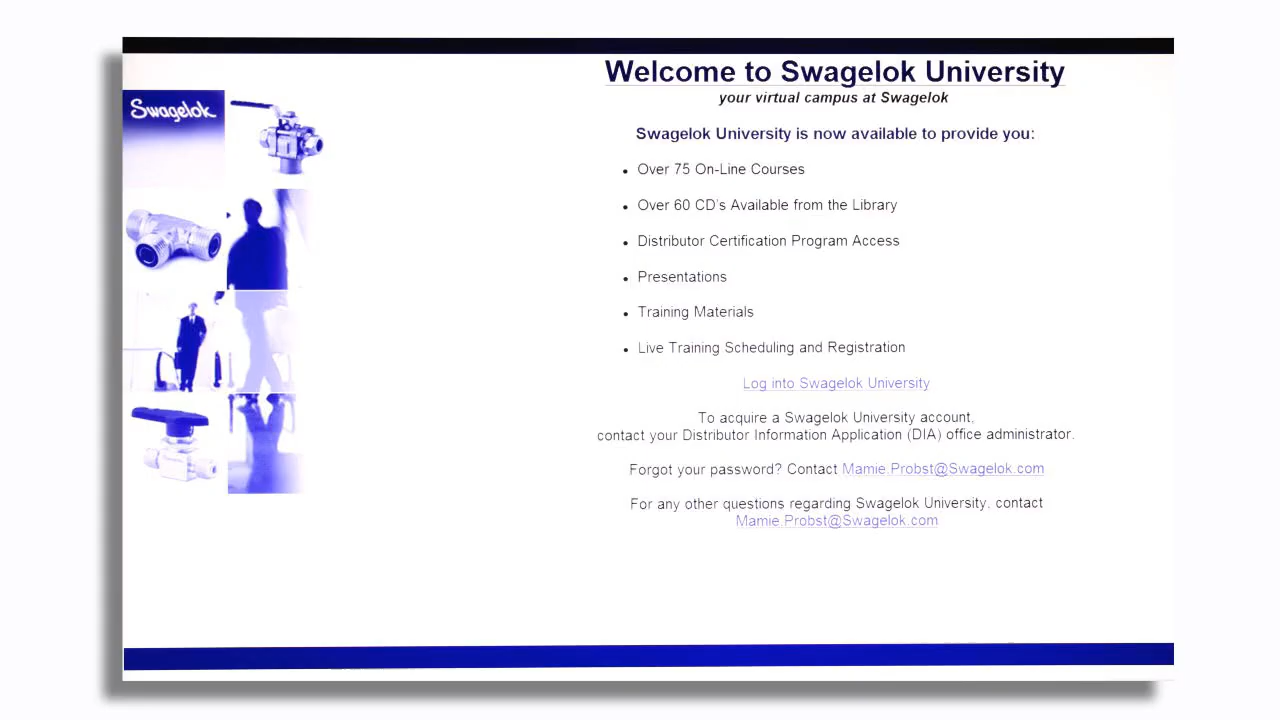 Welcome to Swagelok University
your virtual campus at Swagelok
Swagelok
Swagelok University is now available to provide you:
• Over 75 On-Line Courses
• Over 60 CD's Available from the Library
• Distributor Certification Program Access
• Presentations
• Training Materials
• Live Training Scheduling and Registration
Log into Swagelok University
To acquire a Swagelok University account,
contact your Distributor Information Application (DIA) office administrator.
Forgot your password? Contact Mamie.Probst@Swagelok.com
For any other questions regarding Swagelok University, contact
Mamie.Probst@Swagelok.com